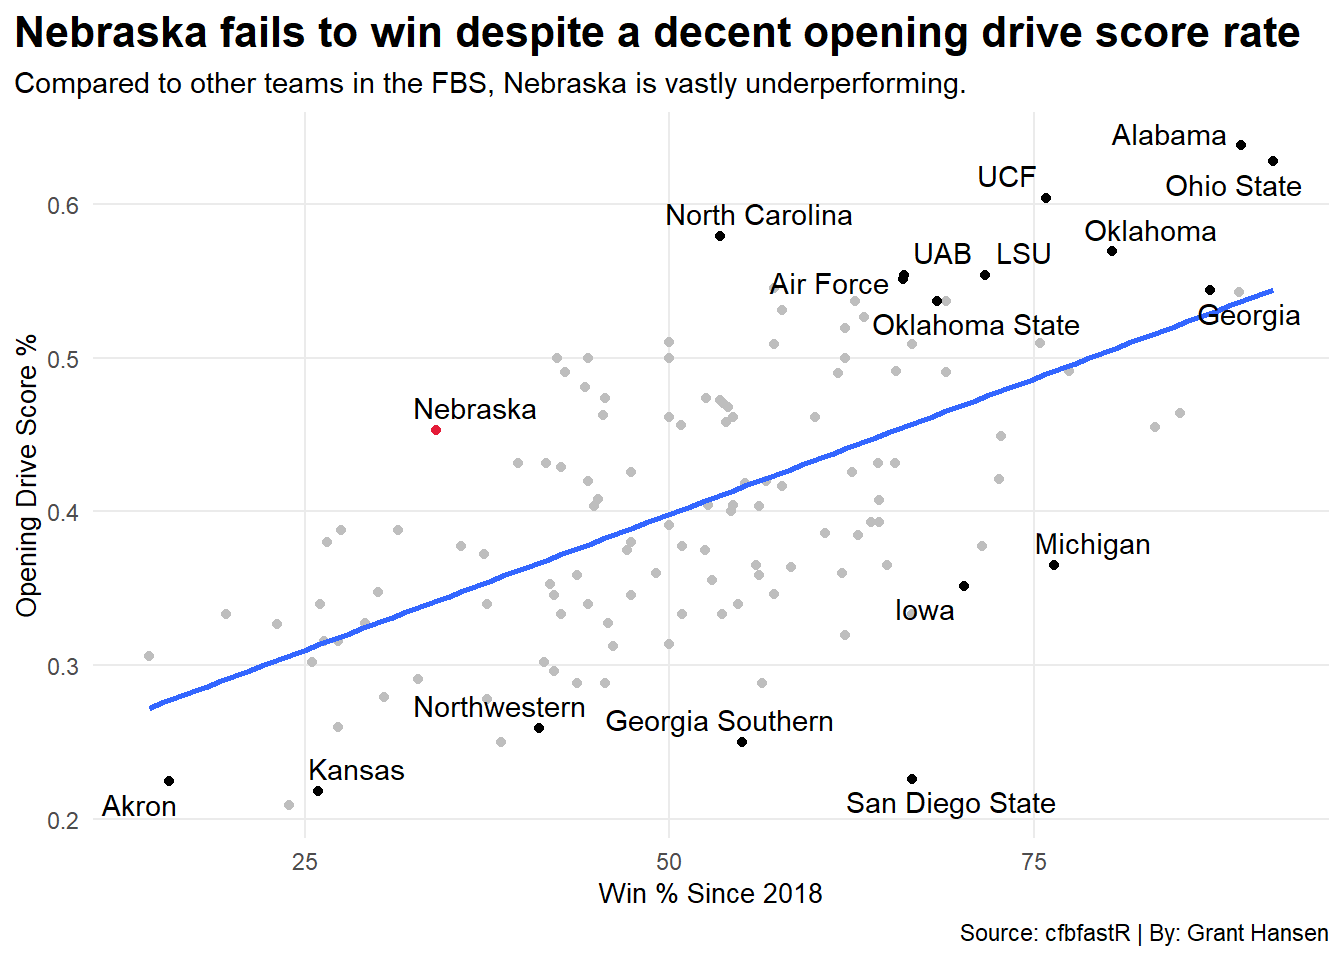 Nebraska fails to win despite a decent opening drive score rate
Compared to other teams in the FBS, Nebraska is vastly underperforming.
Alabama
UCF
Ohio State
0.6
North Carolina
Oklahoma
UAB
LSU
Air Force
Georgia
Oklahoma State
0.5
Nebraska
Opening Drive Score %
0.4
Michigan
Iowa
0.3
Northwestern
Georgia Southern
Kansas
Akron
San Diego State
0.2
25
50
75
Win % Since 2018
Source: cfbfastR | By: Grant Hansen